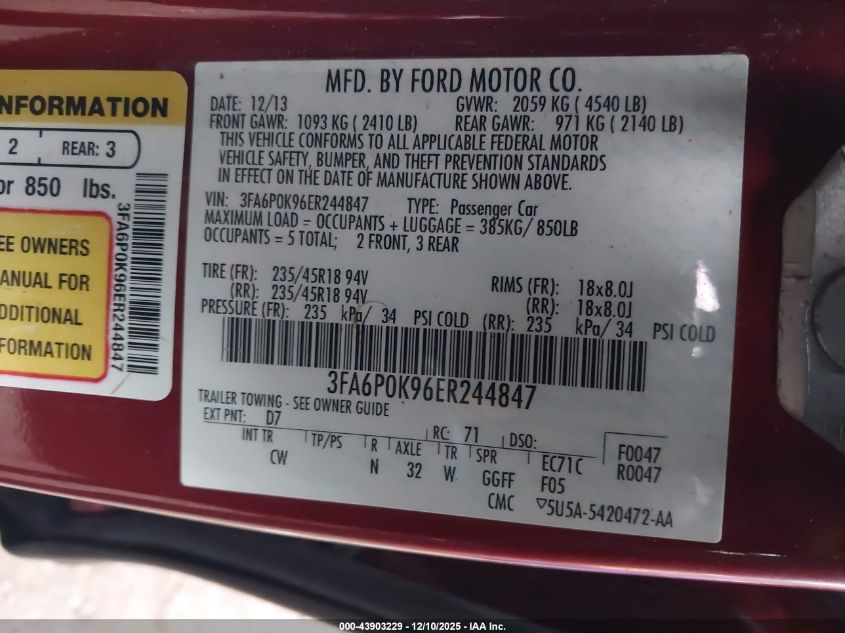 NFORMATION
2 REAR: 3
or 850 lbs.
EE OWNERS
ANUAL FOR
DDITIONAL
FORMATION
3FA6P0K96ER244847
MFD. BY FORD MOTOR CO.
DATE: 12/13 GVWR: 2059 KG (4540 LB)
FRONT GAWR: 1093 KG (2410 LB) REAR GAWR: 971 KG (2140 LB)
THIS VEHICLE CONFORMS TO ALL APPLICABLE FEDERAL MOTOR
VEHICLE SAFETY, BUMPER, AND THEFT PREVENTION STANDARDS
IN EFFECT ON THE DATE OF MANUFACTURE SHOWN ABOVE.
VIN: 3FA6P0K96ER244847 TYPE: Passenger Car
MAXIMUM LOAD = OCCUPANTS + LUGGAGE = 385KG/ 850LB
OCCUPANTS = 5 TOTAL; 2 FRONT, 3 REAR
TIRE (FR): 235/45R18 94V RIMS (FR): 18x8.0J
(RR): 235/45R18 94V (RR): 18x8.0J
PRESSURE (FR): 235 kPa/ 34 PSI COLD (RR): 235 kPa/ 34 PSI COLD
3FA6P0K96ER244847
TRAILER TOWING - SEE OWNER GUIDE
EXT PNT: D7 RC: 71 DSO: F0047
INT TR TP/PS R AXLE TR SPR EC71C R0047
CW N 32 W GGFF F05
CMC ▽5U5A-5420472-AA
000-43903229 - 12/10/2025 - IAA Inc.